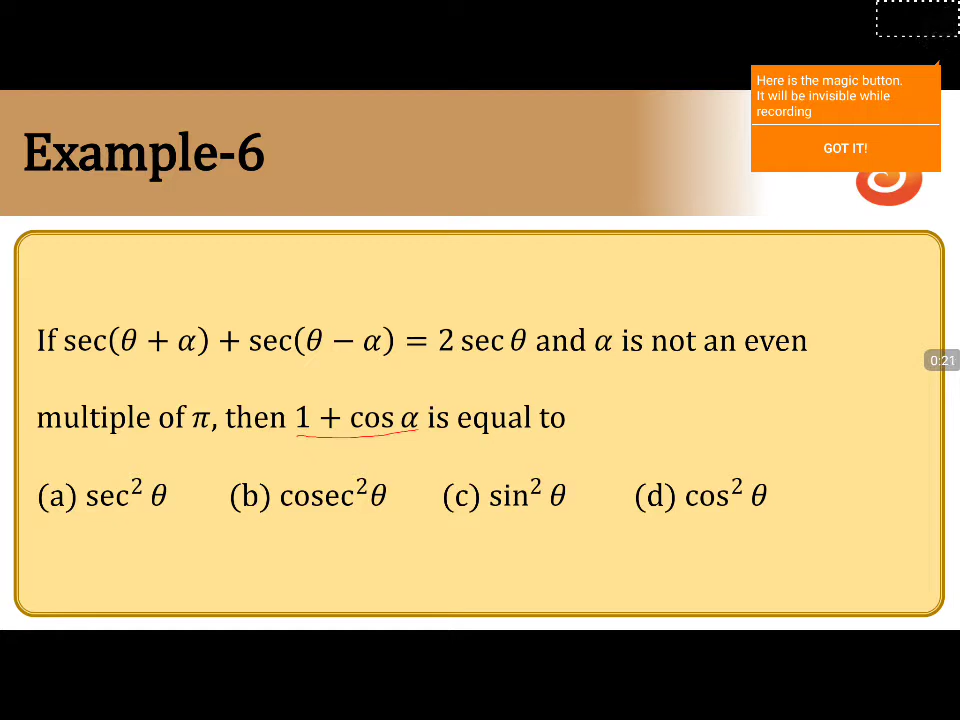 Here is the magic button.
It will be invisible while
recording
GOT IT!
Example-6
0:21
If sec(θ + α) + sec(θ − α) = 2 sec θ and α is not an even
multiple of π, then 1 + cos α is equal to
(a) sec² θ (b) cosec²θ (c) sin² θ (d) cos² θ